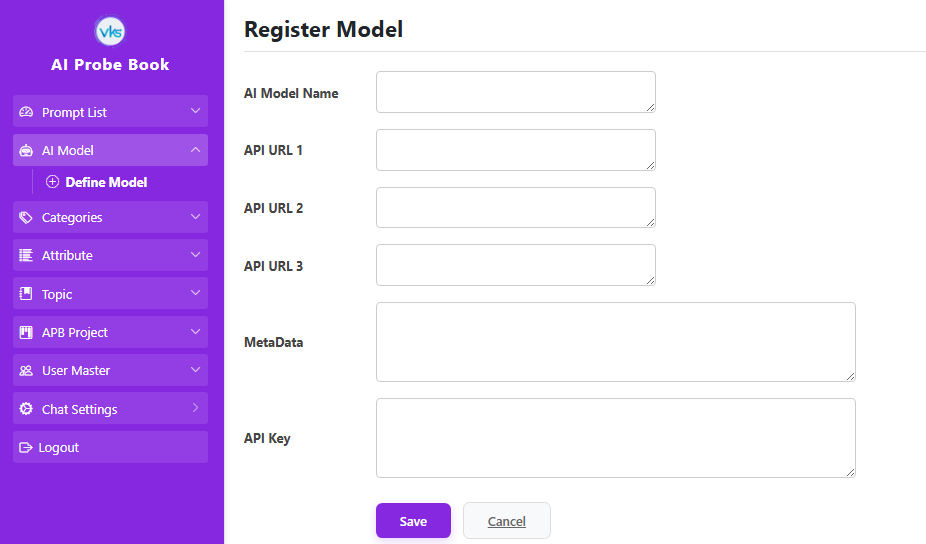 vks
AI Probe Book
Prompt List
AI Model
Define Model
Categories
Attribute
Topic
APB Project
User Master
Chat Settings
Logout
Register Model
AI Model Name
API URL 1
API URL 2
API URL 3
MetaData
API Key
Save
Cancel